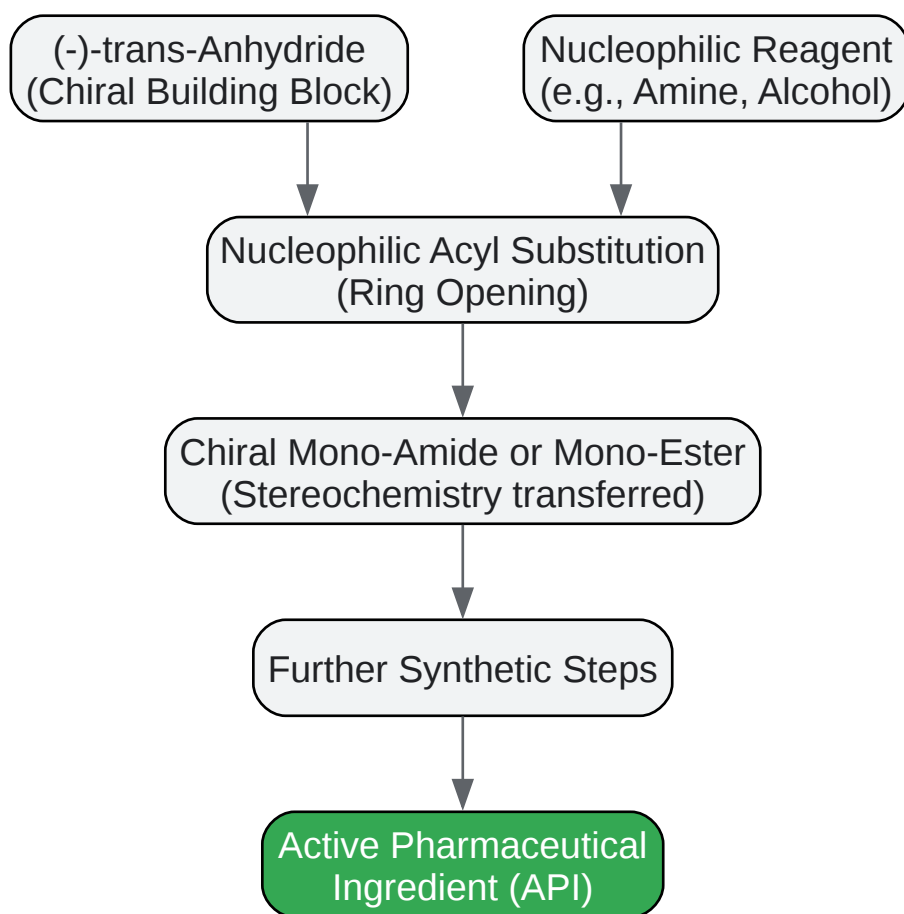 (-)-trans-Anhydride
(Chiral Building Block)
Nucleophilic Reagent
(e.g., Amine, Alcohol)
Nucleophilic Acyl Substitution
(Ring Opening)
Chiral Mono-Amide or Mono-Ester
(Stereochemistry transferred)
Further Synthetic Steps
Active Pharmaceutical
Ingredient (API)